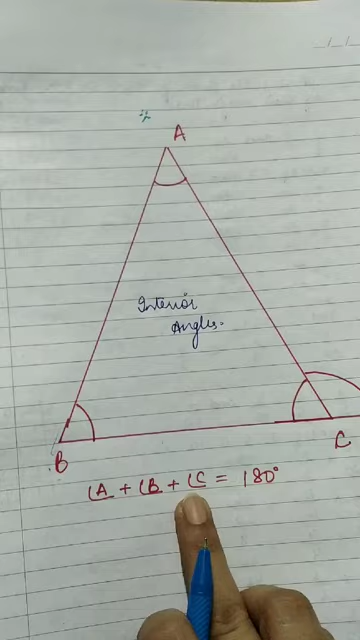 A
Interior
Angles.
B
C
∠A + ∠B + ∠C = 180°